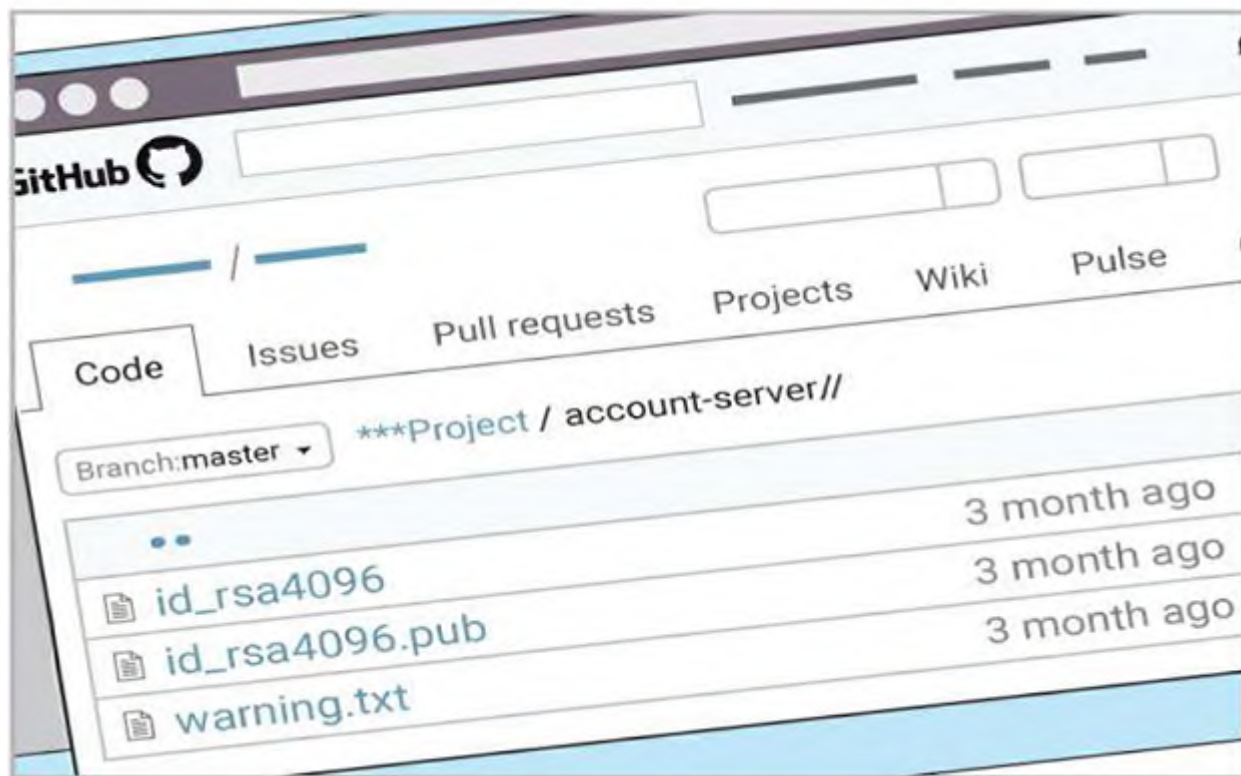 GitHub
/
Code Issues Pull requests Projects Wiki Pulse
Branch:master ***Project / account-server//
3 month ago
id_rsa4096 3 month ago
id_rsa4096.pub 3 month ago
warning.txt